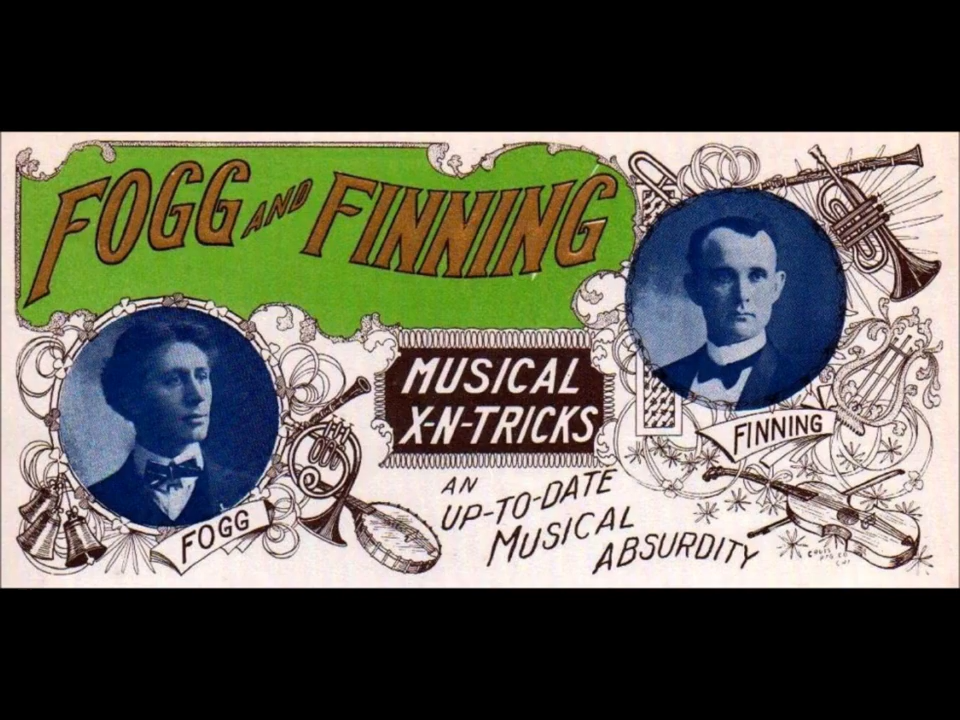 FOGG AND FINNING
MUSICAL
X-N-TRICKS
AN
UP-TO-DATE
MUSICAL
ABSURDITY
FOGG
FINNING